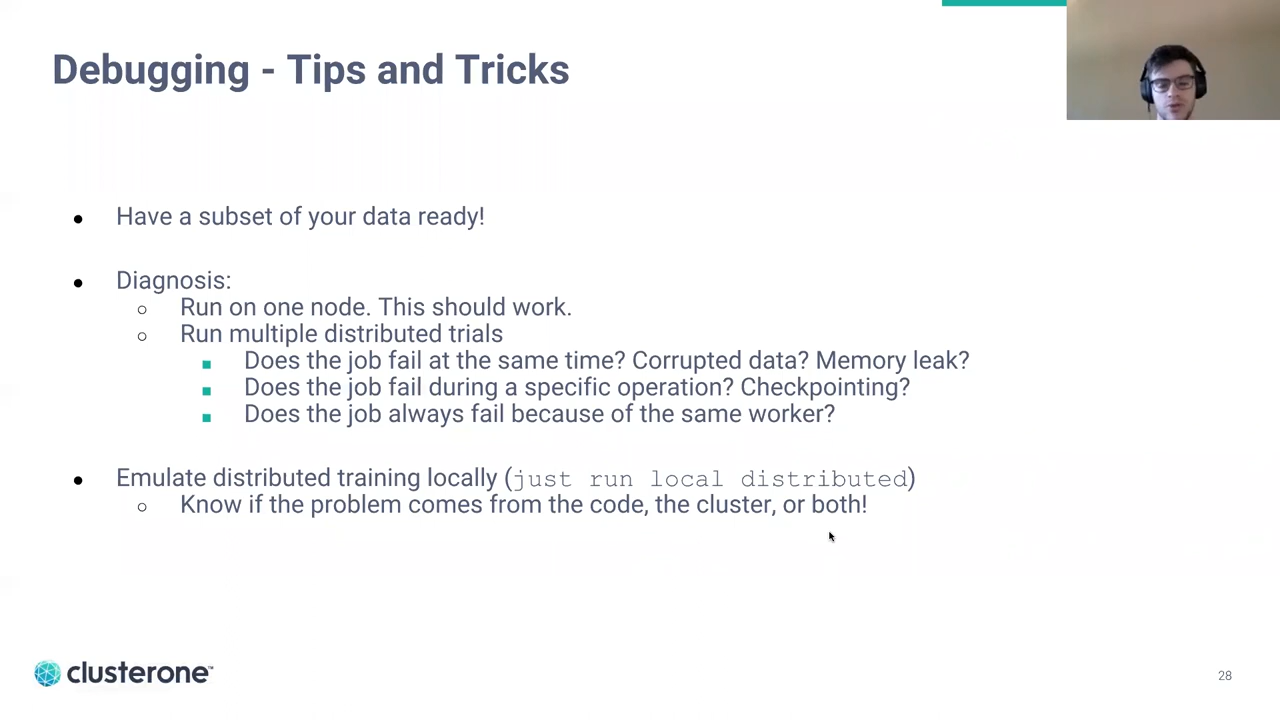 Debugging - Tips and Tricks
● Have a subset of your data ready!
● Diagnosis:
○ Run on one node. This should work.
○ Run multiple distributed trials
■ Does the job fail at the same time? Corrupted data? Memory leak?
■ Does the job fail during a specific operation? Checkpointing?
■ Does the job always fail because of the same worker?
● Emulate distributed training locally (just run local distributed)
○ Know if the problem comes from the code, the cluster, or both!
clusterone™
28